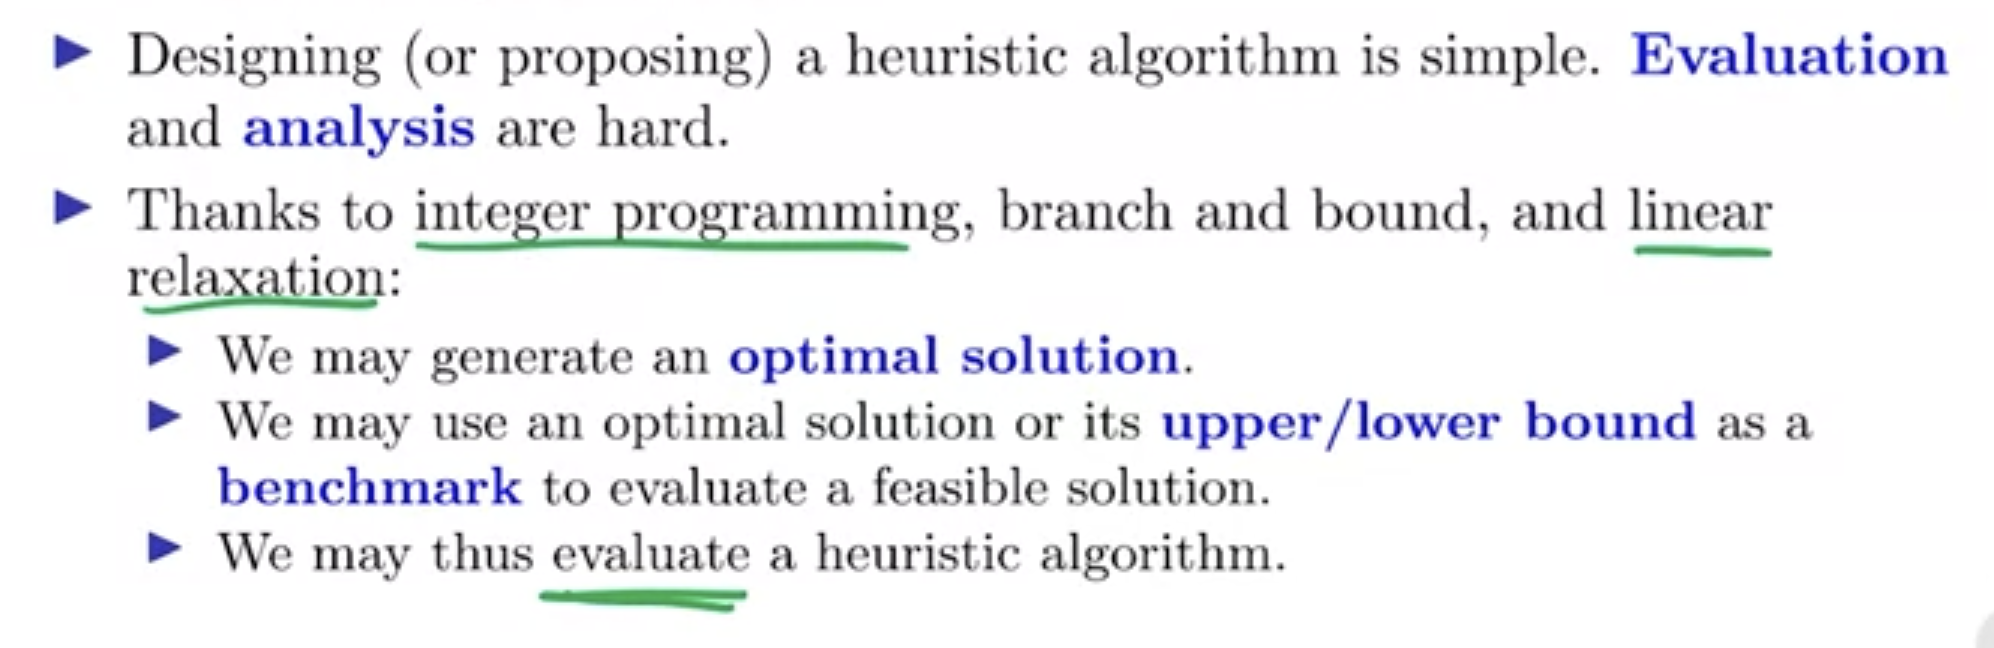 Designing (or proposing) a heuristic algorithm is simple. Evaluation
and analysis are hard.
Thanks to integer programming, branch and bound, and linear
relaxation:
We may generate an optimal solution.
We may use an optimal solution or its upper/lower bound as a
benchmark to evaluate a feasible solution.
We may thus evaluate a heuristic algorithm.